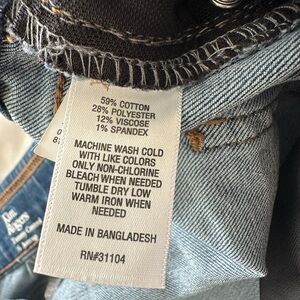 59% COTTON
28% POLYESTER
12% VISCOSE
1% SPANDEX
MACHINE WASH COLD
WITH LIKE COLORS
ONLY NON-CHLORINE
BLEACH WHEN NEEDED
TUMBLE DRY LOW
WARM IRON WHEN
NEEDED
MADE IN BANGLADESH
RN#31104